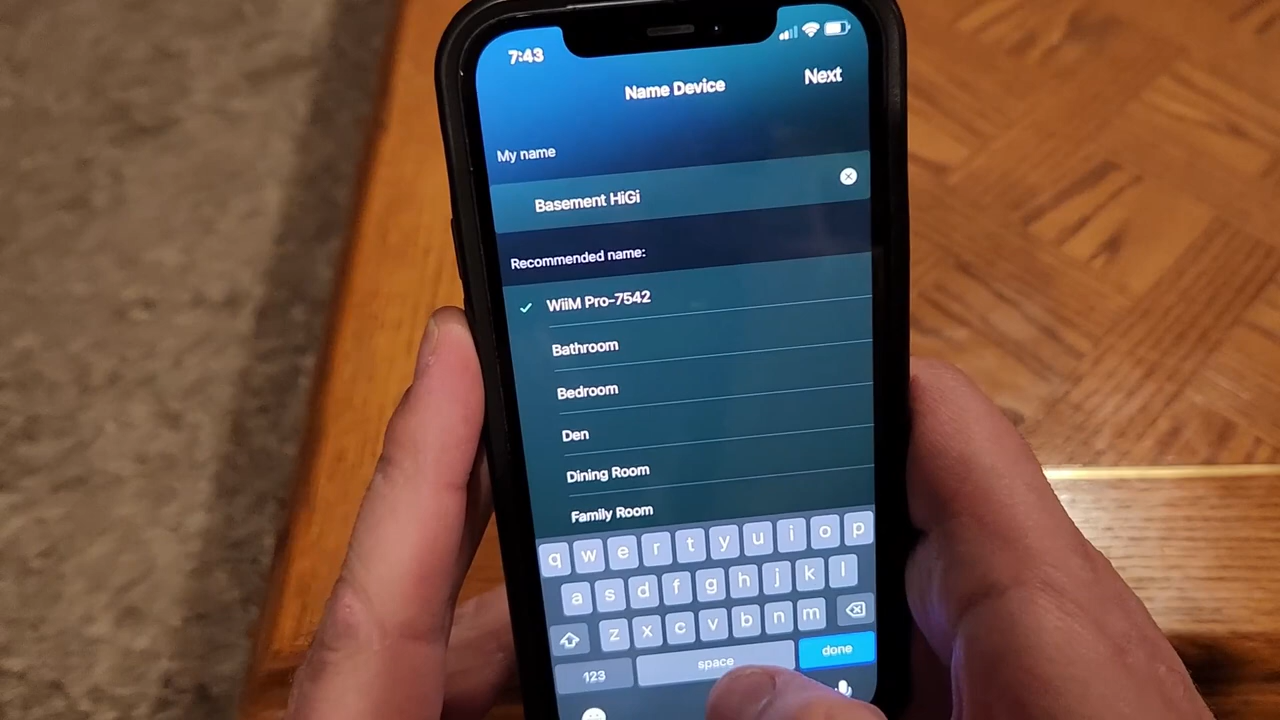 7:43
Name Device
Next
My name
Basement HiGi
Recommended name:
WiiM Pro-7542
Bathroom
Bedroom
Den
Dining Room
Family Room
q w e r t y u i o p
a s d f g h j k l
z x c v b n m
123 space done